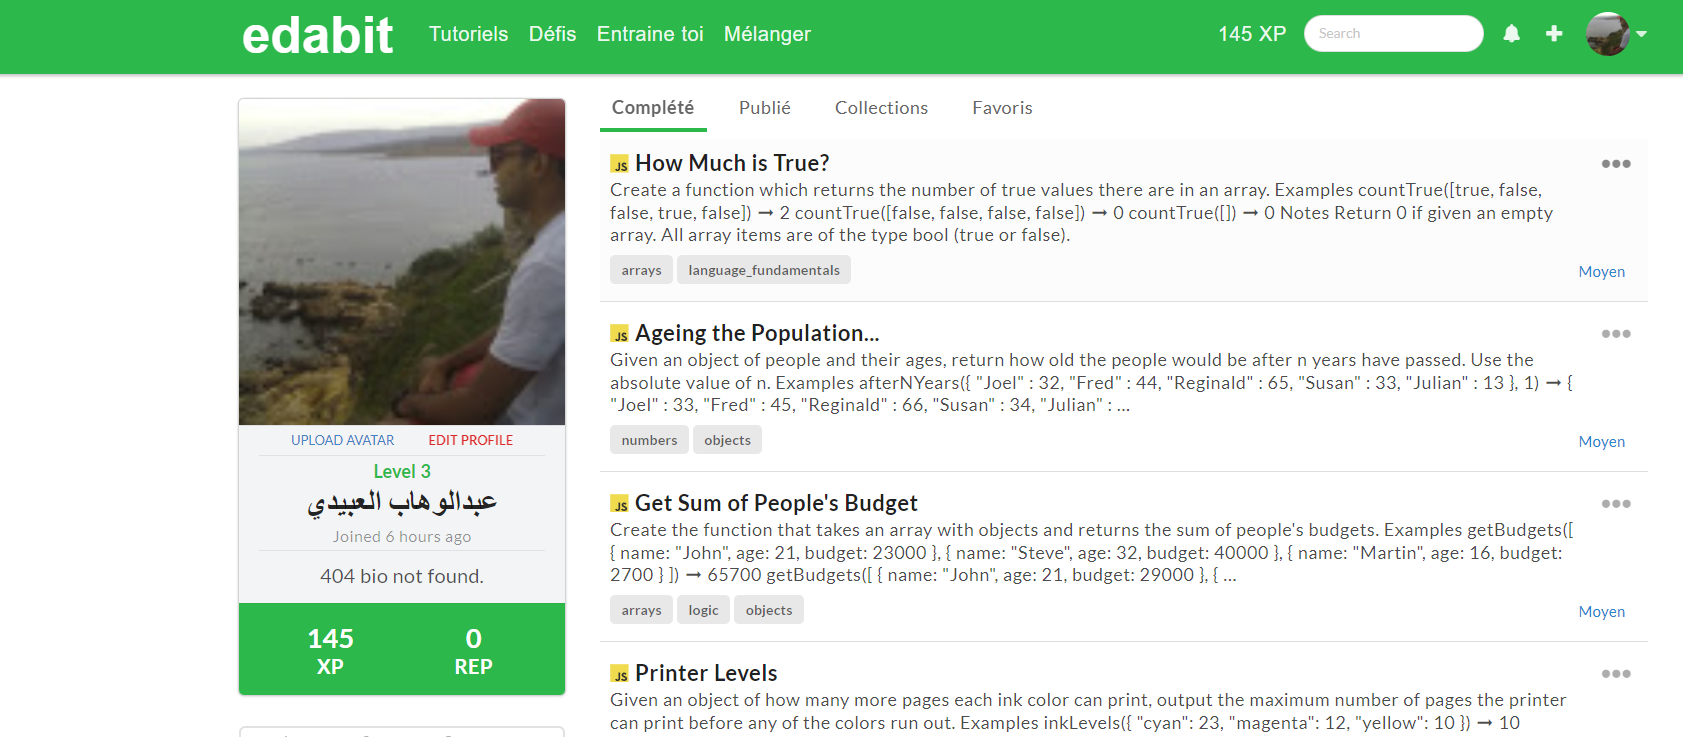 edabit
Tutoriels Défis Entraine toi Mélanger
145 XP
Search
UPLOAD AVATAR EDIT PROFILE
Level 3
عبدالوهاب العبيدي
Joined 6 hours ago
404 bio not found.
145 0
XP REP
Complété Publié Collections Favoris
JS How Much is True?
Create a function which returns the number of true values there are in an array. Examples countTrue([true, false,
false, true, false]) → 2 countTrue([false, false, false, false]) → 0 countTrue([]) → 0 Notes Return 0 if given an empty
array. All array items are of the type bool (true or false).
arrays language_fundamentals
Moyen
JS Ageing the Population...
Given an object of people and their ages, return how old the people would be after n years have passed. Use the
absolute value of n. Examples afterNYears({ "Joel" : 32, "Fred" : 44, "Reginald" : 65, "Susan" : 33, "Julian" : 13 }, 1) → {
"Joel" : 33, "Fred" : 45, "Reginald" : 66, "Susan" : 34, "Julian" : ...
numbers objects
Moyen
JS Get Sum of People's Budget
Create the function that takes an array with objects and returns the sum of people's budgets. Examples getBudgets([
{ name: "John", age: 21, budget: 23000 }, { name: "Steve", age: 32, budget: 40000 }, { name: "Martin", age: 16, budget:
2700 } ]) → 65700 getBudgets([ { name: "John", age: 21, budget: 29000 }, { ...
arrays logic objects
Moyen
JS Printer Levels
Given an object of how many more pages each ink color can print, output the maximum number of pages the printer
can print before any of the colors run out. Examples inkLevels({ "cyan": 23, "magenta": 12, "yellow": 10 }) → 10